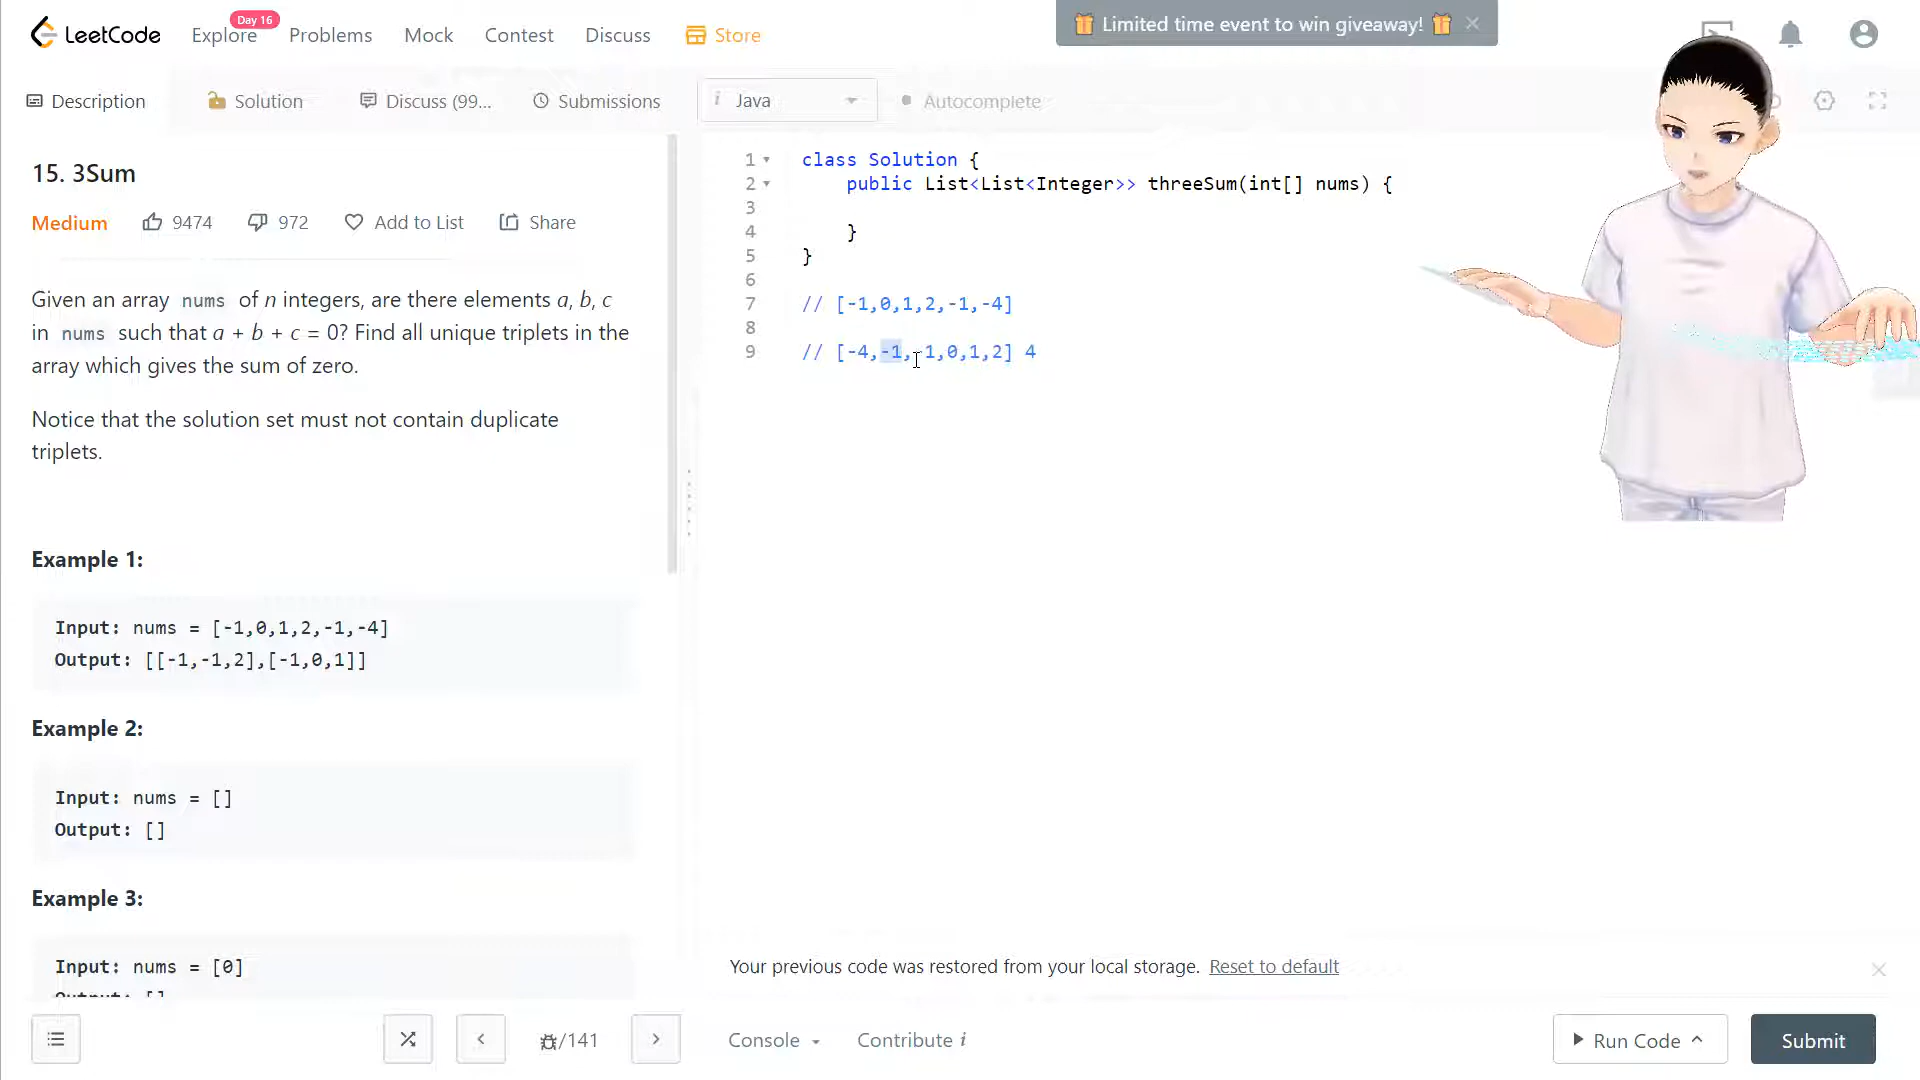 LeetCode
Explore
Day 16
Problems
Mock
Contest
Discuss
Store
Limited time event to win giveaway!
Description
Solution
Discuss (99...
Submissions
i Java
Autocomplete
15. 3Sum
Medium
9474
972
Add to List
Share
Given an array nums of n integers, are there elements a, b, c
in nums such that a + b + c = 0? Find all unique triplets in the
array which gives the sum of zero.
Notice that the solution set must not contain duplicate
triplets.
Example 1:
Input: nums = [-1,0,1,2,-1,-4]
Output: [[-1,-1,2],[-1,0,1]]
Example 2:
Input: nums = []
Output: []
Example 3:
Input: nums = [0]
1 class Solution {
2 public List<List<Integer>> threeSum(int[] nums) {
3
4 }
5 }
6
7 // [-1,0,1,2,-1,-4]
8
9 // [-4,-1,-1,0,1,2] 4
Your previous code was restored from your local storage. Reset to default
/141
Console
Contribute i
Run Code
Submit